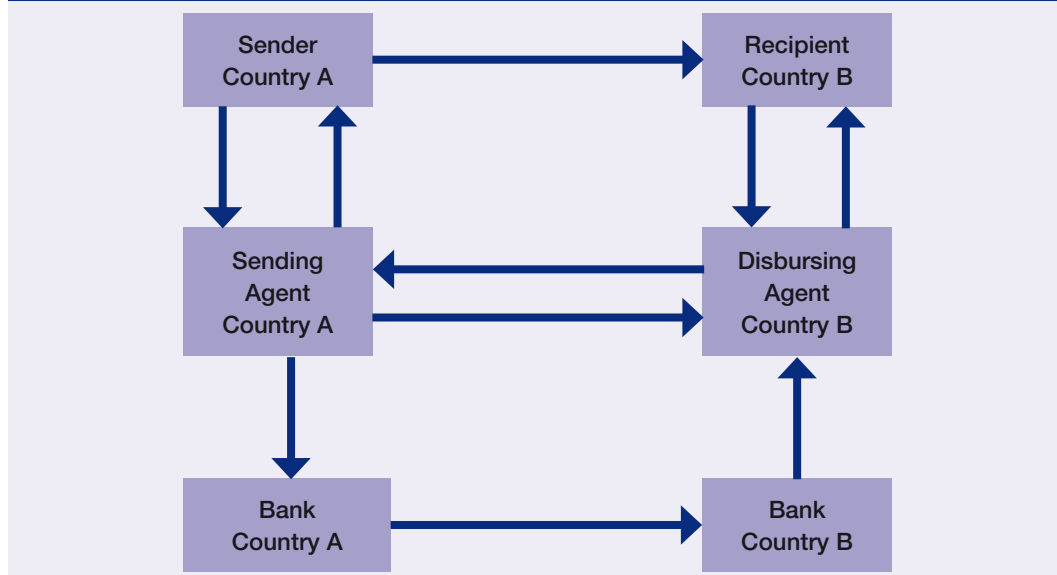 Sender
Country A
Recipient
Country B
Sending
Agent
Country A
Disbursing
Agent
Country B
Bank
Country A
Bank
Country B